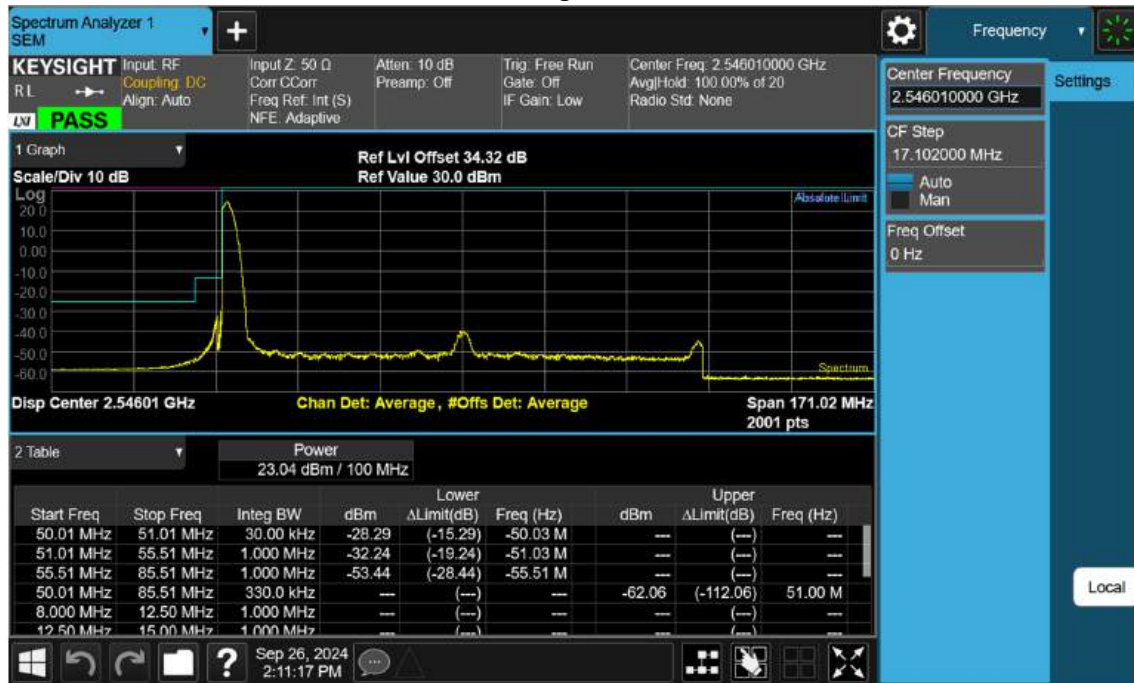 Spectrum Analyzer 1
SEM
+
Frequency
KEYSIGHT
RL
LXI PASS
Input: RF
Coupling: DC
Align: Auto
Input Z: 50 Ω
Corr CCorr
Freq Ref: Int (S)
NFE: Adaptive
Atten: 10 dB
Preamp: Off
Trig: Free Run
Gate: Off
IF Gain: Low
Center Freq: 2.546010000 GHz
Avg|Hold: 100.00% of 20
Radio Std: None
Center Frequency
2.546010000 GHz
Settings
CF Step
17.102000 MHz
Auto
Man
Freq Offset
0 Hz
1 Graph
Scale/Div 10 dB
Ref Lvl Offset 34.32 dB
Ref Value 30.0 dBm
Log
Absolute Limit
20.0
10.0
0.00
-10.0
-20.0
-30.0
-40.0
-50.0
-60.0
Spectrum
Disp Center 2.54601 GHz
Chan Det: Average, #Offs Det: Average
Span 171.02 MHz
2001 pts
2 Table
Power
23.04 dBm / 100 MHz
Lower Upper
Start Freq Stop Freq Integ BW dBm ΔLimit(dB) Freq (Hz) dBm ΔLimit(dB) Freq (Hz)
50.01 MHz 51.01 MHz 30.00 kHz -28.29 (-15.29) -50.03 M --- (---) ---
51.01 MHz 55.51 MHz 1.000 MHz -32.24 (-19.24) -51.03 M --- (---) ---
55.51 MHz 85.51 MHz 1.000 MHz -53.44 (-28.44) -55.51 M --- (---) ---
50.01 MHz 85.51 MHz 330.0 kHz --- (---) --- -62.06 (-112.06) 51.00 M
8.000 MHz 12.50 MHz 1.000 MHz --- (---) --- --- (---) ---
12.50 MHz 15.00 MHz 1.000 MHz --- (---) --- --- (---) ---
Local
?
Sep 26, 2024
2:11:17 PM